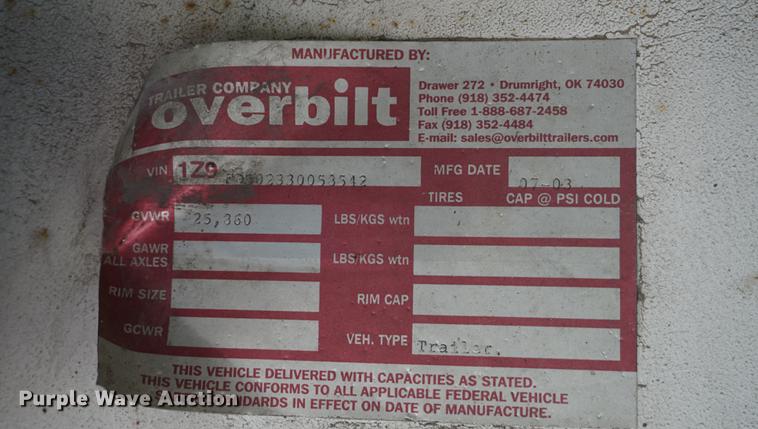 MANUFACTURED BY:
TRAILER COMPANY
overbilt
Drawer 272 • Drumright, OK 74030
Phone (918) 352-4474
Toll Free 1-888-687-2458
Fax (918) 352-4484
E-mail: sales@overbilttrailers.com
VIN 1Z9
MFG DATE 07-03
TIRES CAP @ PSI COLD
GVWR 25,360 LBS/KGS wtn
GAWR
ALL AXLES LBS/KGS wtn
RIM SIZE RIM CAP
GCWR VEH. TYPE Trailer.
THIS VEHICLE DELIVERED WITH CAPACITIES AS STATED.
THIS VEHICLE CONFORMS TO ALL APPLICABLE FEDERAL VEHICLE
STANDARDS IN EFFECT ON DATE OF MANUFACTURE.
Purple Wave Auction